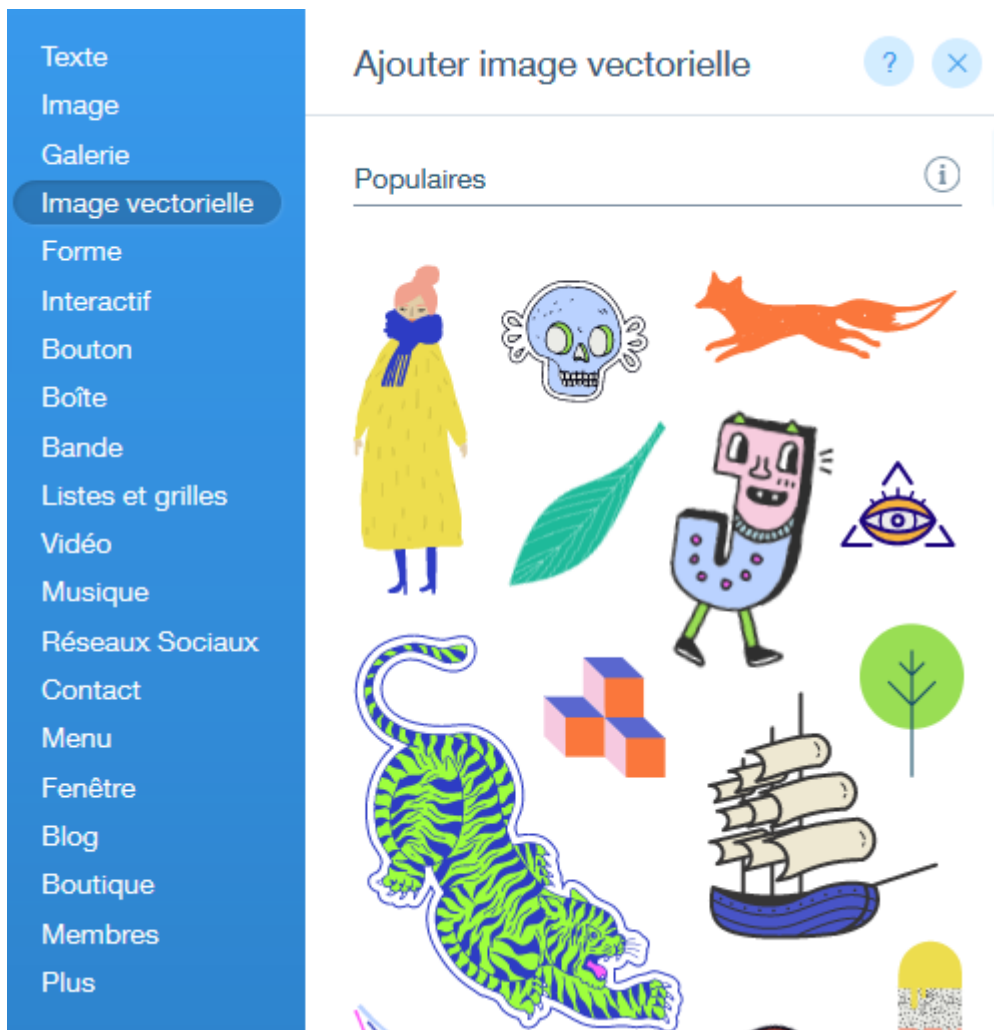 Texte
Image
Galerie
Image vectorielle
Forme
Interactif
Bouton
Boîte
Bande
Listes et grilles
Vidéo
Musique
Réseaux Sociaux
Contact
Menu
Fenêtre
Blog
Boutique
Membres
Plus
Ajouter image vectorielle
?
Populaires
i